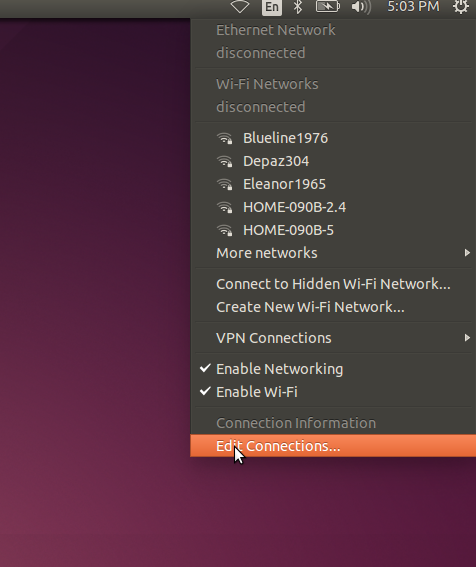 En 5:03 PM
Ethernet Network
disconnected
Wi-Fi Networks
disconnected
Blueline1976
Depaz304
Eleanor1965
HOME-090B-2.4
HOME-090B-5
More networks
Connect to Hidden Wi-Fi Network...
Create New Wi-Fi Network...
VPN Connections
Enable Networking
Enable Wi-Fi
Connection Information
Edit Connections...